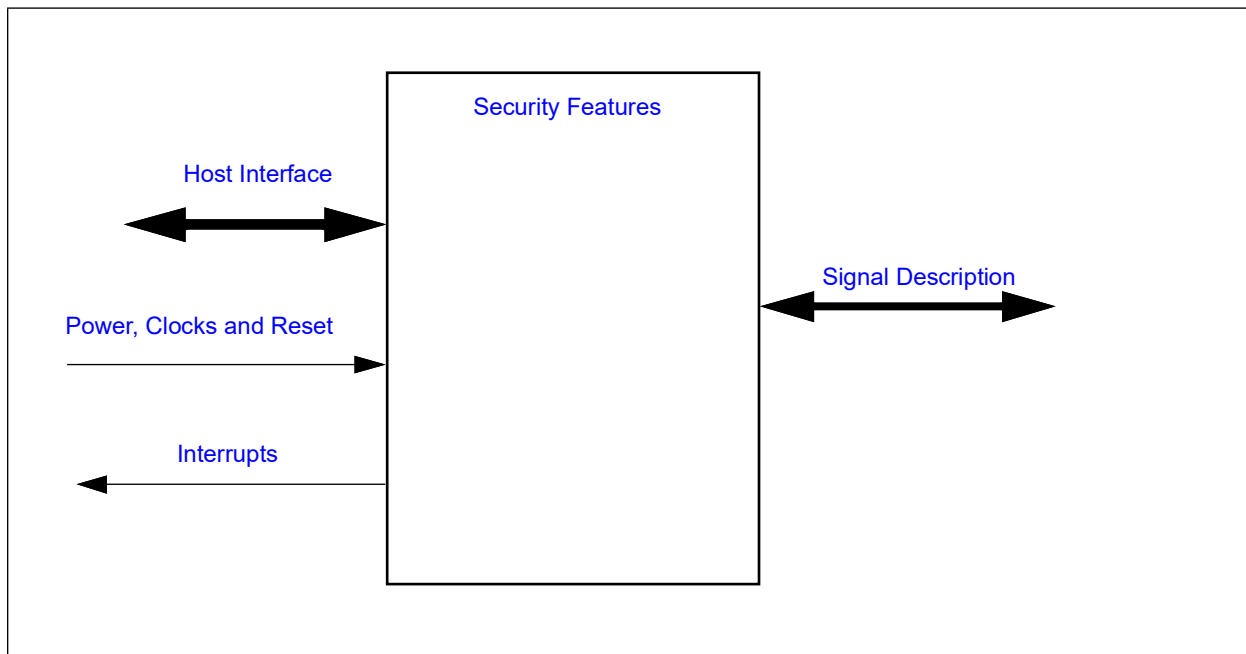 Security Features
Host Interface
Signal Description
Power, Clocks and Reset
Interrupts